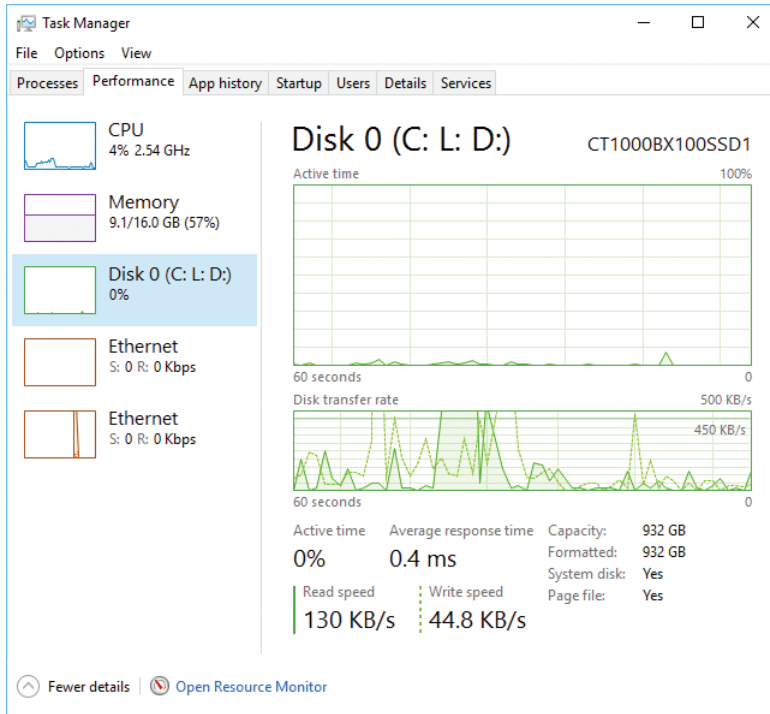 Task Manager
File Options View
Processes Performance App history Startup Users Details Services
CPU
4% 2.54 GHz
Memory
9.1/16.0 GB (57%)
Disk 0 (C: L: D:)
0%
Ethernet
S: 0 R: 0 Kbps
Ethernet
S: 0 R: 0 Kbps
Disk 0 (C: L: D:) CT1000BX100SSD1
Active time 100%
60 seconds 0
Disk transfer rate 500 KB/s
450 KB/s
60 seconds 0
Active time Average response time
0% 0.4 ms
Read speed Write speed
130 KB/s 44.8 KB/s
Capacity: 932 GB
Formatted: 932 GB
System disk: Yes
Page file: Yes
Fewer details Open Resource Monitor